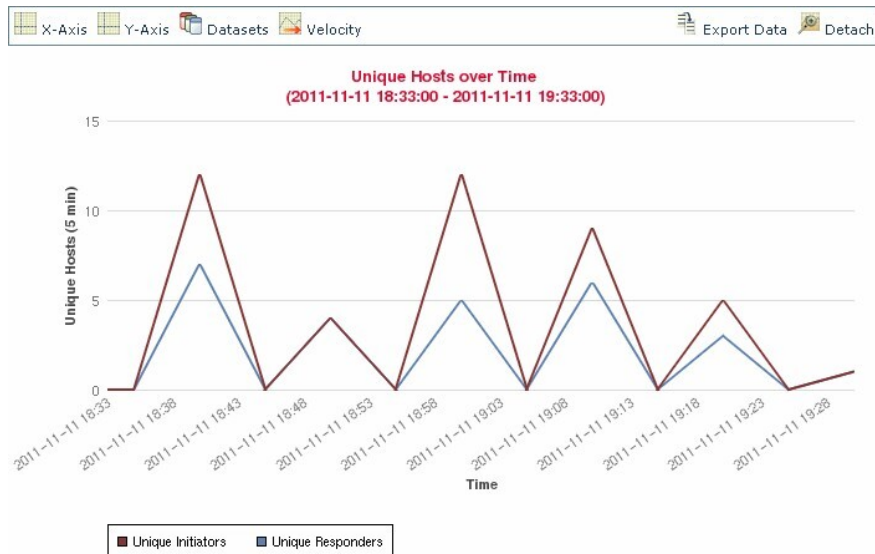 X-Axis Y-Axis Datasets Velocity Export Data Detach
Unique Hosts over Time
(2011-11-11 18:33:00 - 2011-11-11 19:33:00)
Unique Hosts (5 min)
15
10
5
0
2011-11-11 18:33
2011-11-11 18:38
2011-11-11 18:43
2011-11-11 18:48
2011-11-11 18:53
2011-11-11 18:58
2011-11-11 19:03
2011-11-11 19:08
2011-11-11 19:13
2011-11-11 19:18
2011-11-11 19:23
2011-11-11 19:28
Time
Unique Initiators Unique Responders